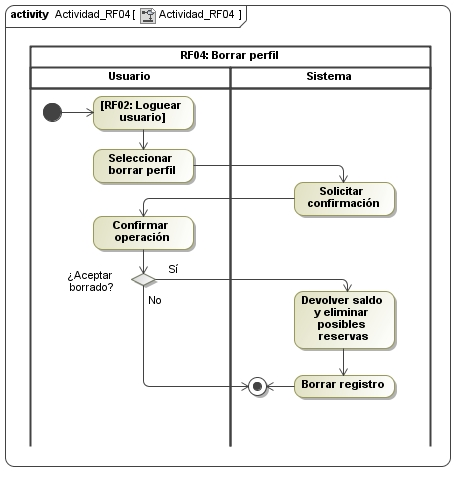 activity Actividad_RF04 [ Actividad_RF04 ]
RF04: Borrar perfil
Usuario
Sistema
[RF02: Loguear
usuario]
Seleccionar
borrar perfil
Solicitar
confirmación
Confirmar
operación
¿Aceptar
borrado?
Sí
No
Devolver saldo
y eliminar
posibles
reservas
Borrar registro